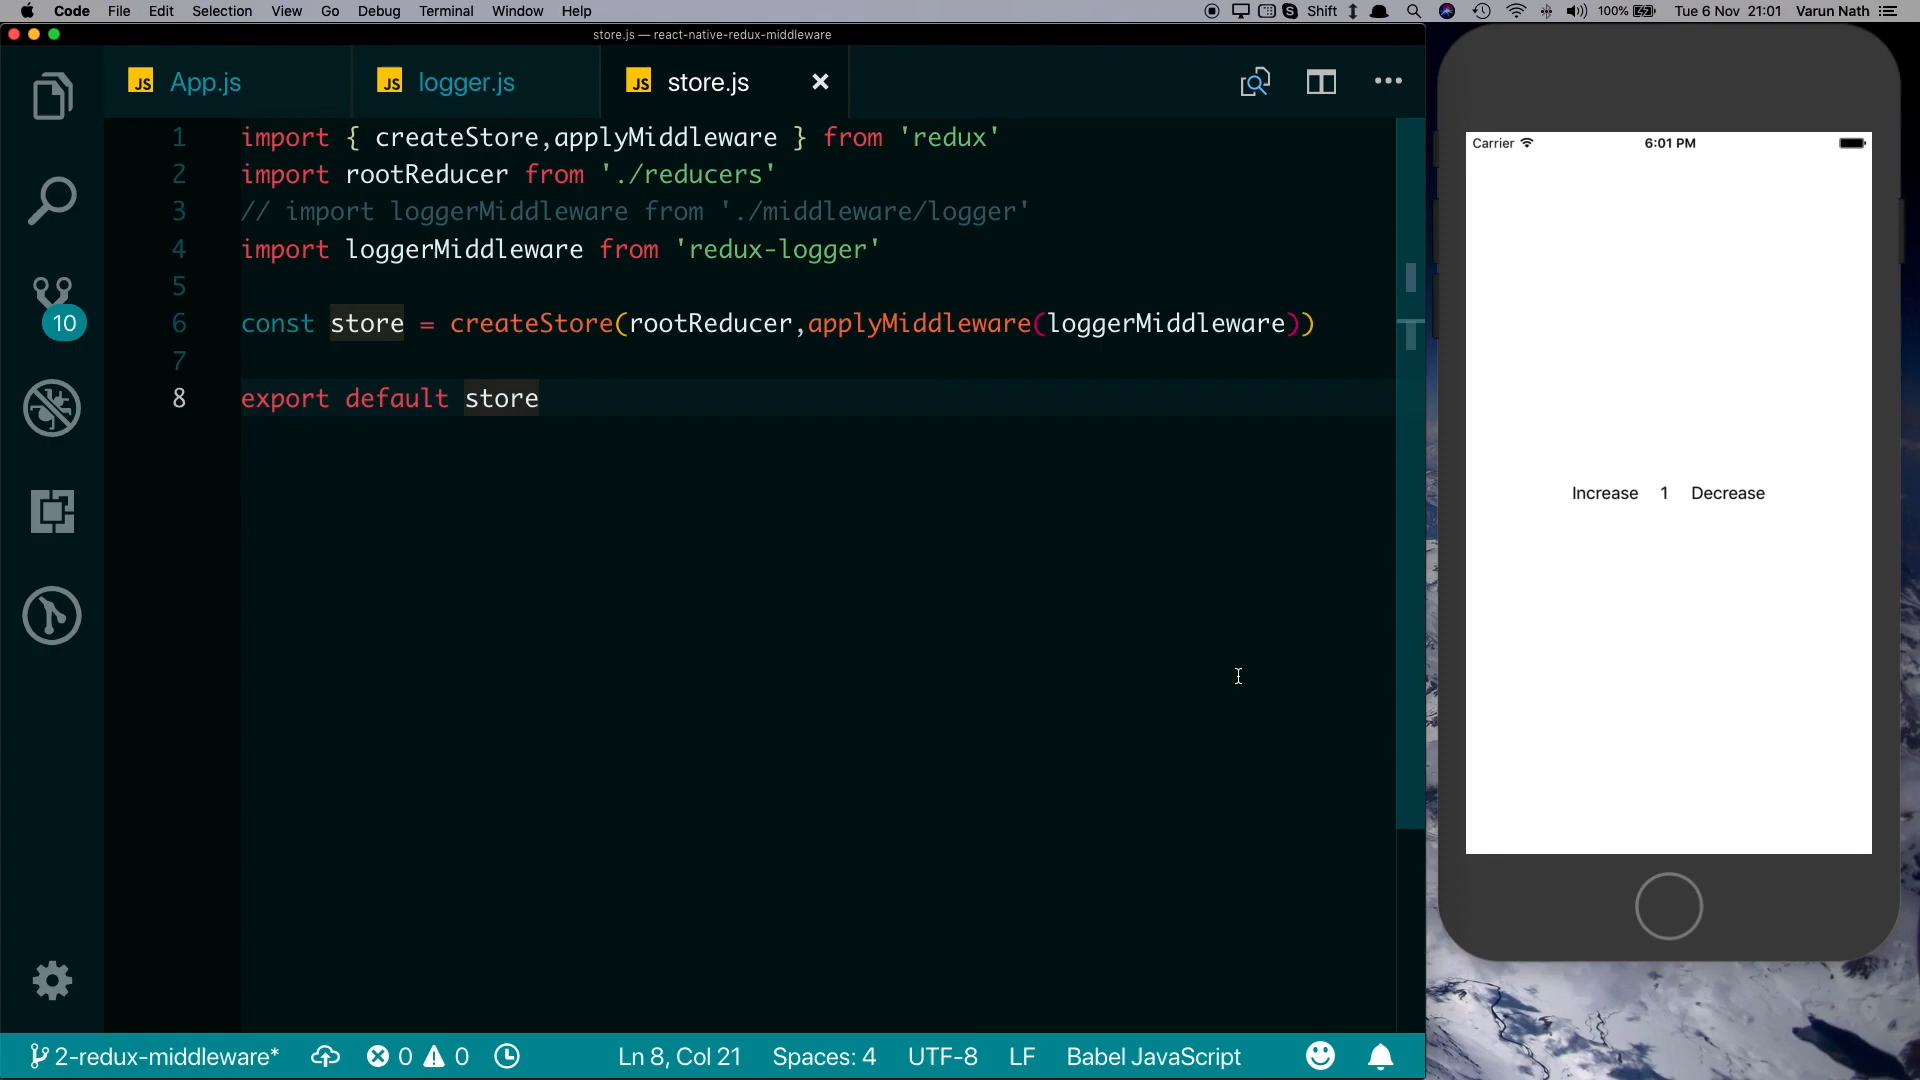 Code File Edit Selection View Go Debug Terminal Window Help
Shift 100% Tue 6 Nov 21:01 Varun Nath
store.js — react-native-redux-middleware
JS App.js JS logger.js JS store.js
1 import { createStore,applyMiddleware } from 'redux'
2 import rootReducer from './reducers'
3 // import loggerMiddleware from './middleware/logger'
4 import loggerMiddleware from 'redux-logger'
5
6 const store = createStore(rootReducer,applyMiddleware(loggerMiddleware))
7
8 export default store
10
2-redux-middleware* 0 0 Ln 8, Col 21 Spaces: 4 UTF-8 LF Babel JavaScript
Carrier 6:01 PM
Increase 1 Decrease